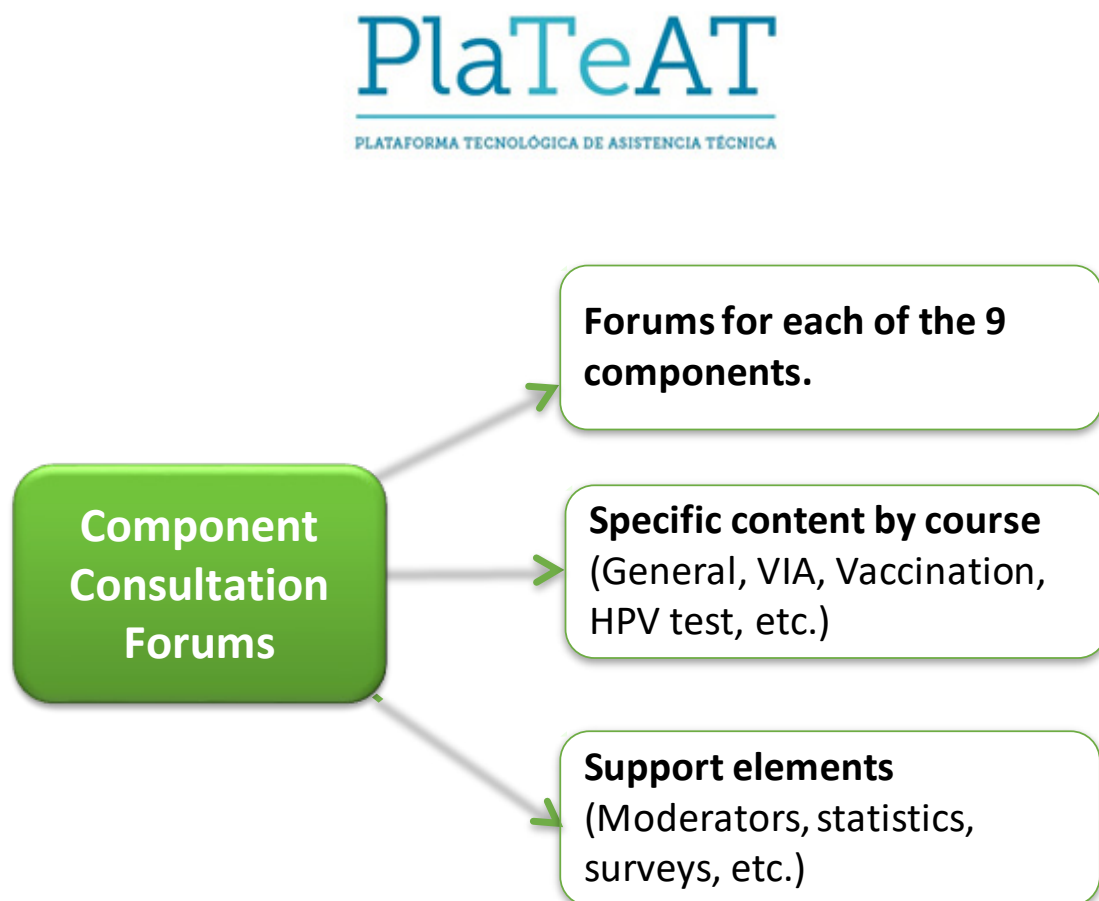 PlaTeAT
PLATAFORMA TECNOLÓGICA DE ASISTENCIA TÉCNICA
Forums for each of the 9
components.
Component
Consultation
Forums
Specific content by course
(General, VIA, Vaccination,
HPV test, etc.)
Support elements
(Moderators, statistics,
surveys, etc.)